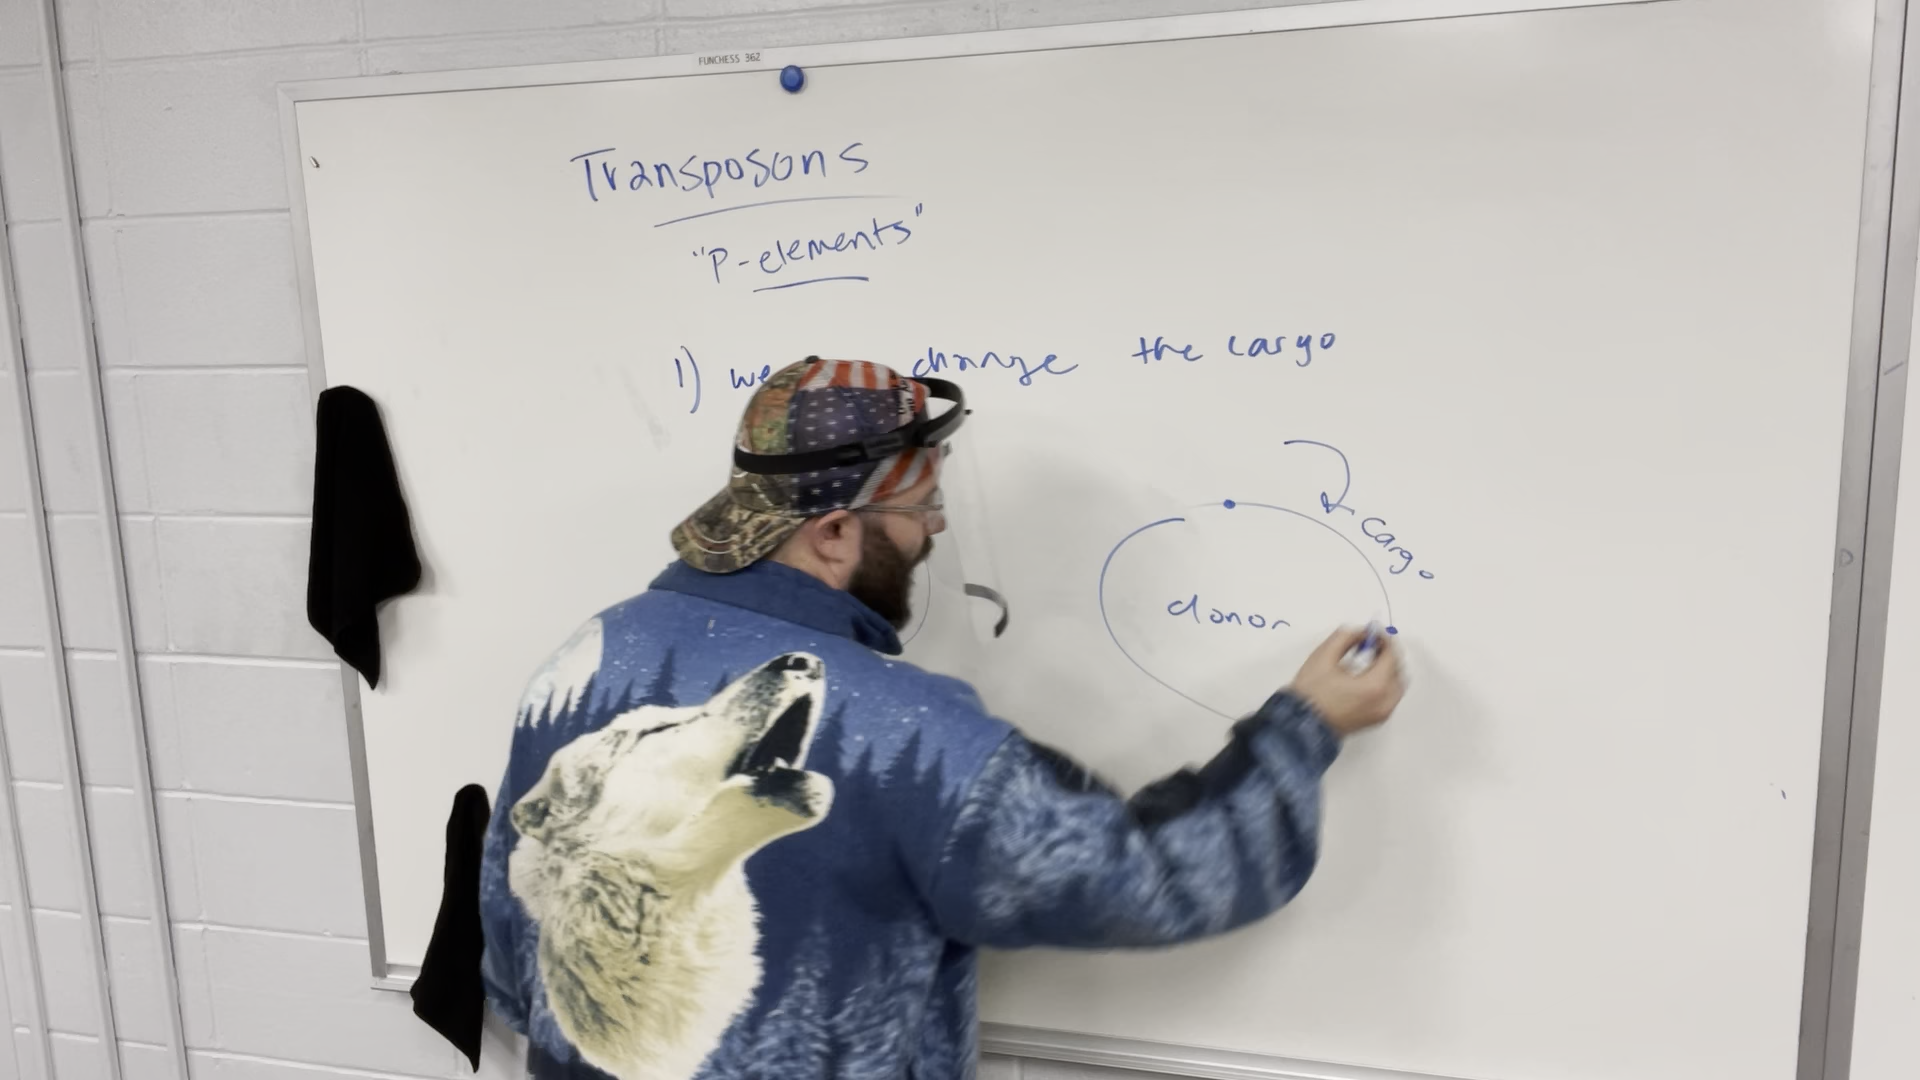 FUNCHESS 362
Transposons
"P-elements"
1) we change the cargo
cargo
donor